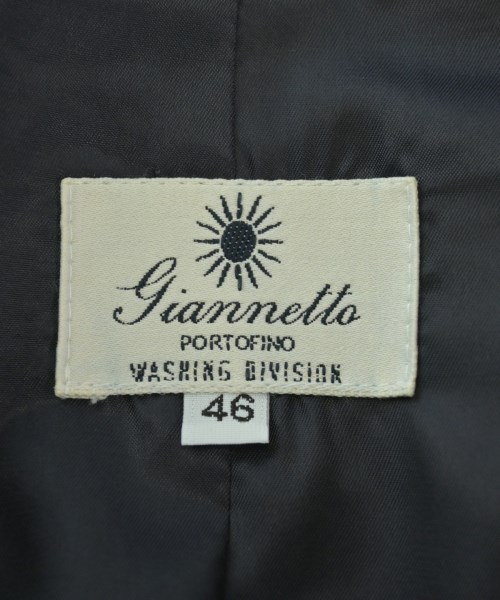 Giannetto
PORTOFINO
WASHING DIVISION
46